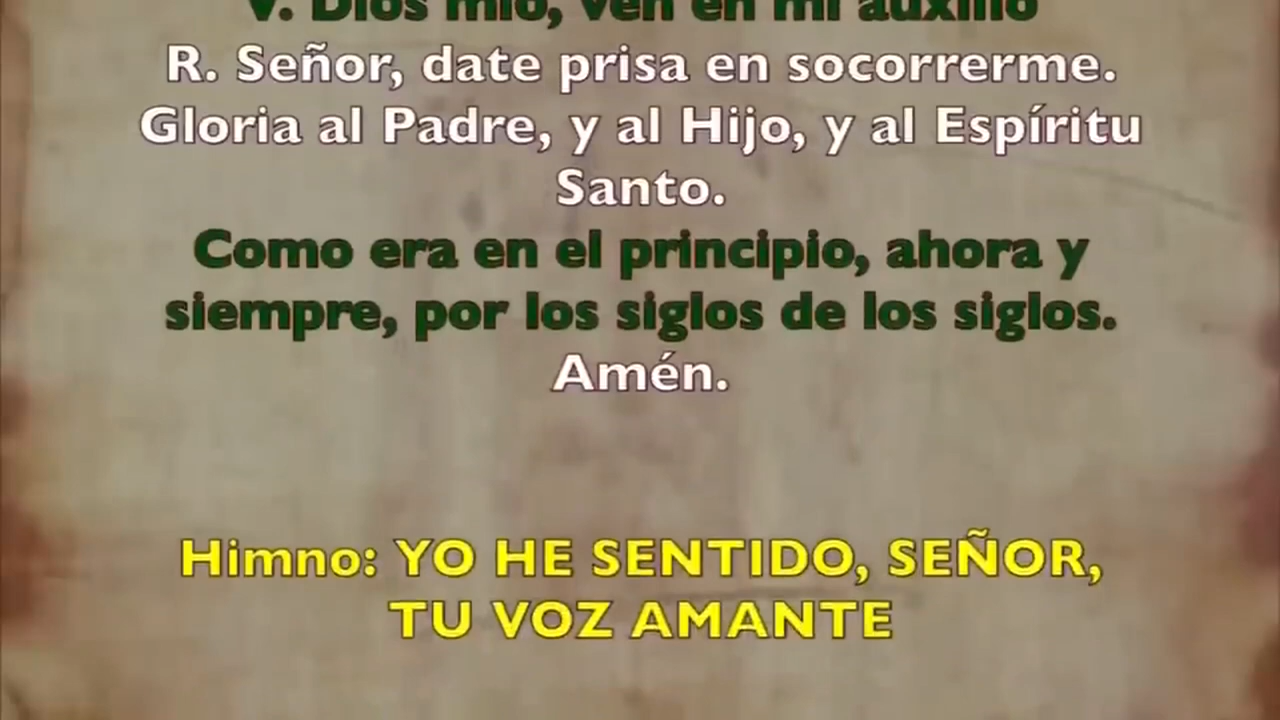 V. Dios mío, ven en mi auxilio
R. Señor, date prisa en socorrerme.
Gloria al Padre, y al Hijo, y al Espíritu
Santo.
Como era en el principio, ahora y
siempre, por los siglos de los siglos.
Amén.
Himno: YO HE SENTIDO, SEÑOR,
TU VOZ AMANTE